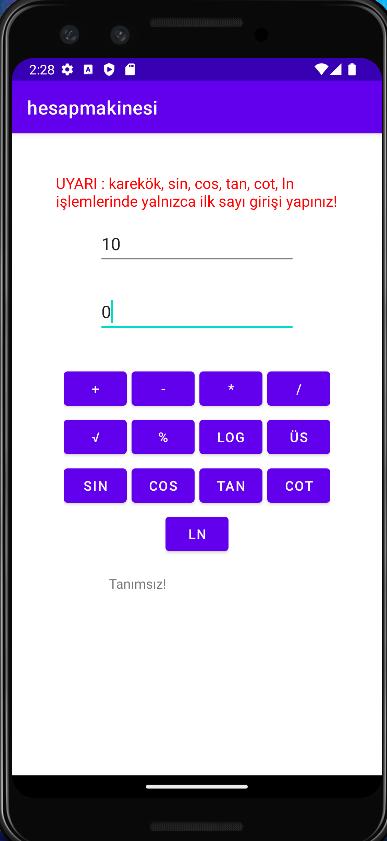 2:28
hesapmakinesi
UYARI : karekök, sin, cos, tan, cot, ln
işlemlerinde yalnızca ilk sayı girişi yapınız!
10
0
+ - * /
√ % LOG ÜS
SIN COS TAN COT
LN
Tanımsız!